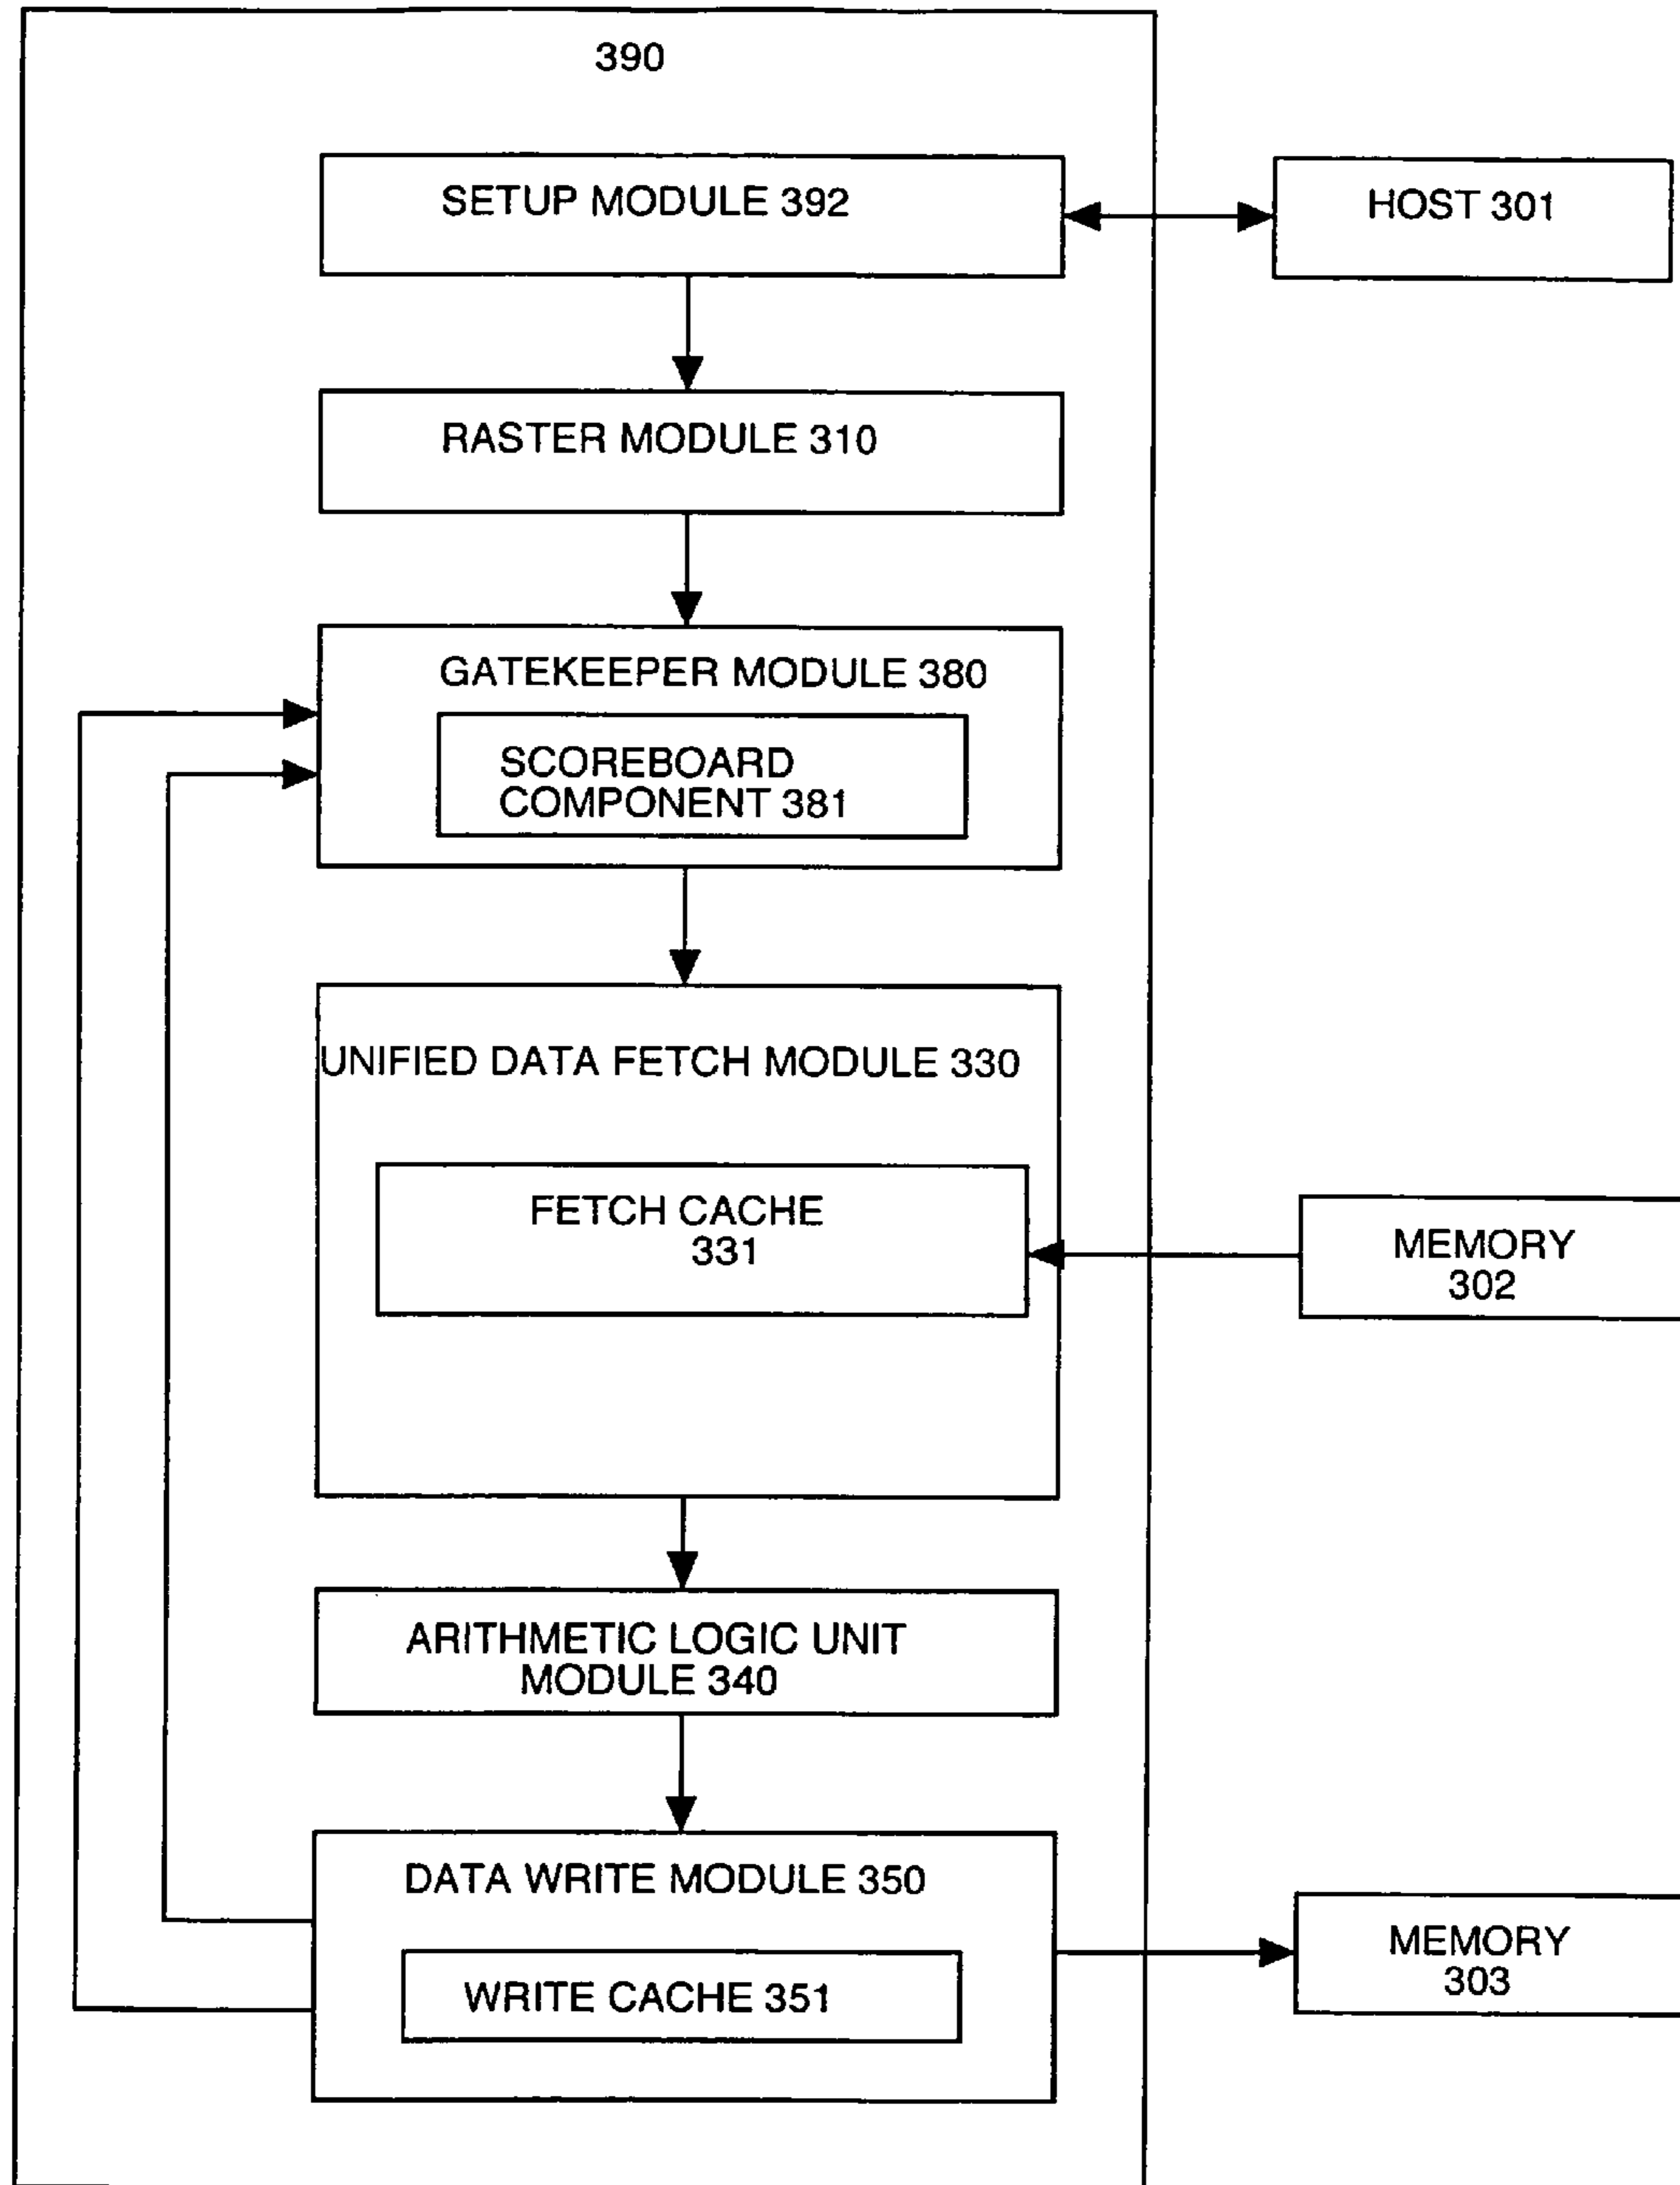 390
SETUP MODULE 392
HOST 301
RASTER MODULE 310
GATEKEEPER MODULE 380
SCOREBOARD
COMPONENT 381
UNIFIED DATA FETCH MODULE 330
FETCH CACHE
331
MEMORY
302
ARITHMETIC LOGIC UNIT
MODULE 340
DATA WRITE MODULE 350
WRITE CACHE 351
MEMORY
303